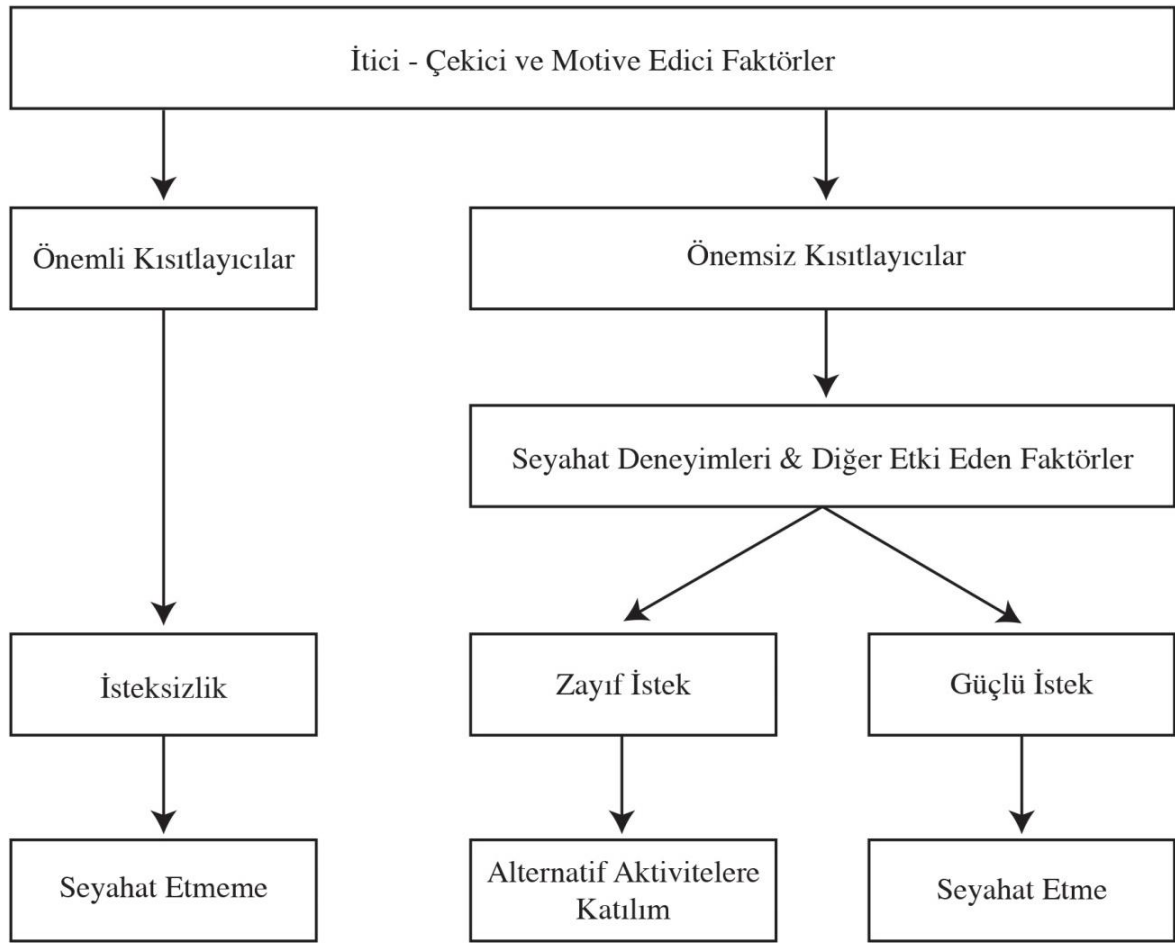 İtici - Çekici ve Motive Edici Faktörler
Önemli Kısıtlayıcılar
Önemsiz Kısıtlayıcılar
Seyahat Deneyimleri & Diğer Etki Eden Faktörler
İsteksizlik
Zayıf İstek
Güçlü İstek
Seyahat Etmeme
Alternatif Aktivitelere
Katılım
Seyahat Etme